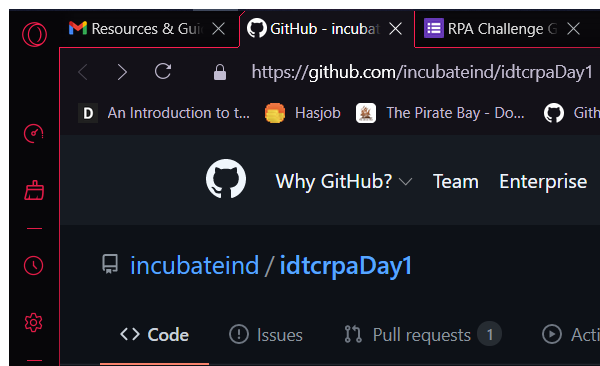 Resources & Gui
GitHub - incubat
RPA Challenge G
https://github.com/incubateind/idtcrpaDay1
D An Introduction to t...
Hasjob
The Pirate Bay - Do...
Gith
Why GitHub?
Team
Enterprise
incubateind / idtcrpaDay1
Code
Issues
Pull requests 1
Acti